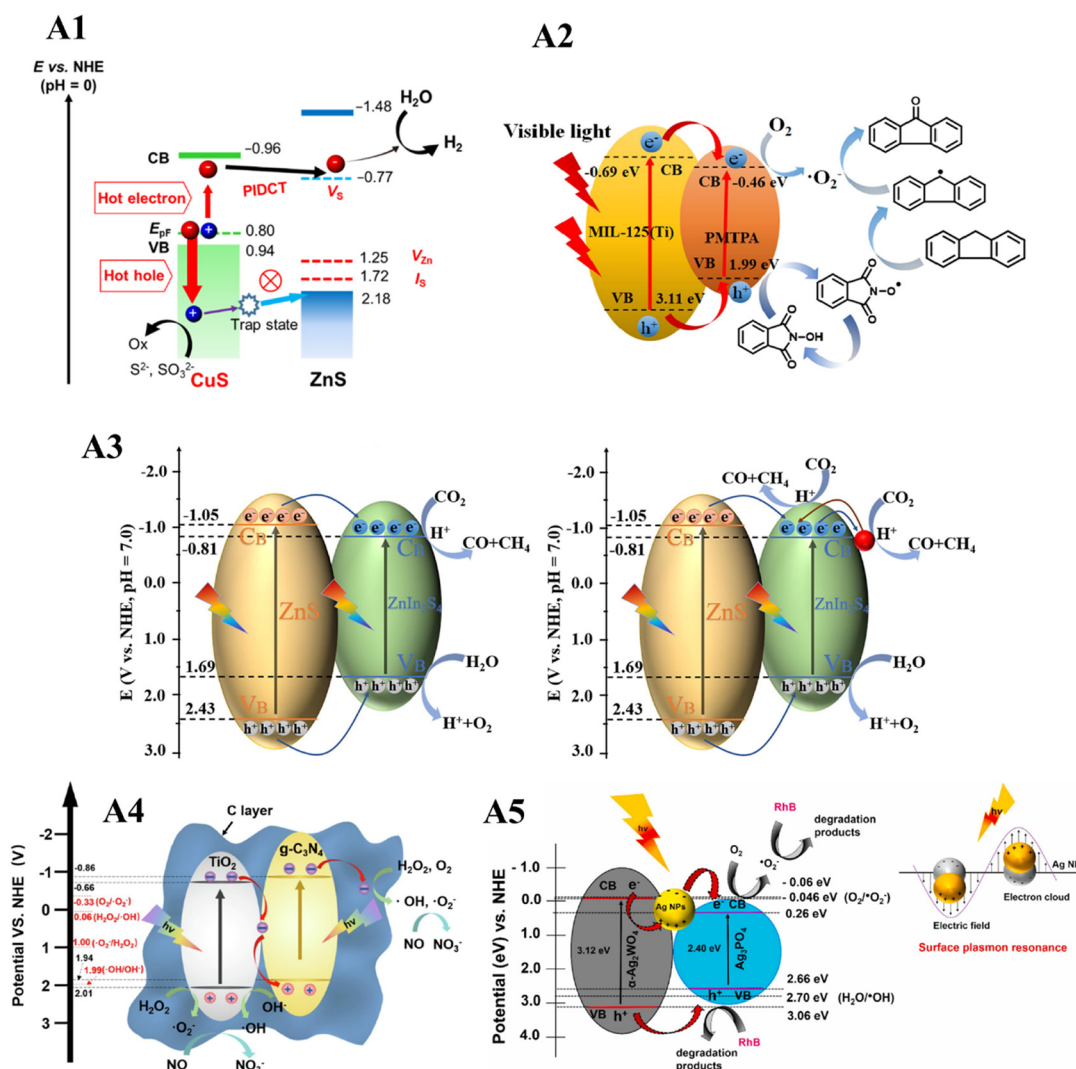 A1
E vs. NHE
(pH = 0)
−1.48
H₂O
H₂
CB
−0.96
PIDCT
−0.77
V_S
Hot electron
E_pF
0.80
VB
0.94
Hot hole
1.25
V_Zn
1.72
I_S
2.18
Trap state
Ox
S²⁻, SO₃²⁻
CuS
ZnS
A2
Visible light
e⁻
e⁻
O₂
·O₂⁻
-0.69 eV
CB
CB
-0.46 eV
MIL-125(Ti)
PMTPA
VB
1.99 eV
VB
3.11 eV
h⁺
h⁺
O
O
N-O•
O
O
N-OH
O
A3
E (V vs. NHE, pH = 7.0)
-2.0
-1.0
0.0
1.0
2.0
3.0
-1.05
-0.81
1.69
2.43
e⁻ e⁻ e⁻ e⁻
e⁻ e⁻ e⁻ e⁻
CB
CB
ZnS
ZnIn₂S₄
VB
VB
h⁺ h⁺ h⁺ h⁺
h⁺ h⁺ h⁺ h⁺
CO₂
H⁺
CO+CH₄
H₂O
H⁺+O₂
E (V vs. NHE, pH = 7.0)
-2.0
-1.0
0.0
1.0
2.0
3.0
-1.05
-0.81
1.69
2.43
e⁻ e⁻ e⁻ e⁻
e⁻ e⁻ e⁻ e⁻
CB
CB
ZnS
ZnIn₂S₄
VB
VB
h⁺ h⁺ h⁺ h⁺
h⁺ h⁺ h⁺ h⁺
CO+CH₄
CO₂
H⁺
CO₂
H⁺
CO+CH₄
H₂O
H⁺+O₂
A4
Potential VS. NHE (V)
-2
-1
0
1
2
3
-0.86
-0.66
-0.33 (O₂/·O₂⁻)
0.06 (H₂O₂/·OH)
1.00 (·O₂⁻/H₂O₂)
1.94
1.99(·OH/OH⁻)
2.01
C layer
TiO₂
g-C₃N₄
hv
hv
H₂O₂, O₂
· OH, ·O₂⁻
NO
NO₃⁻
H₂O₂
OH⁻
·O₂⁻
·OH
NO
NO₃⁻
A5
Potential (eV) vs. NHE
-1.0
0.0
1.0
2.0
3.0
4.0
hv
RhB
degradation
products
O₂
·O₂⁻
CB
e⁻
Ag NPs
e⁻ CB
3.12 eV
α-Ag₂WO₄
2.40 eV
Ag₃PO₄
h⁺ VB
VB h⁺
- 0.06 eV
-0.046 eV (O₂/•O₂⁻)
0.26 eV
2.66 eV
2.70 eV (H₂O/•OH)
3.06 eV
RhB
degradation
products
hv
Ag N
Electron cloud
Electric field
Surface plasmon resonance